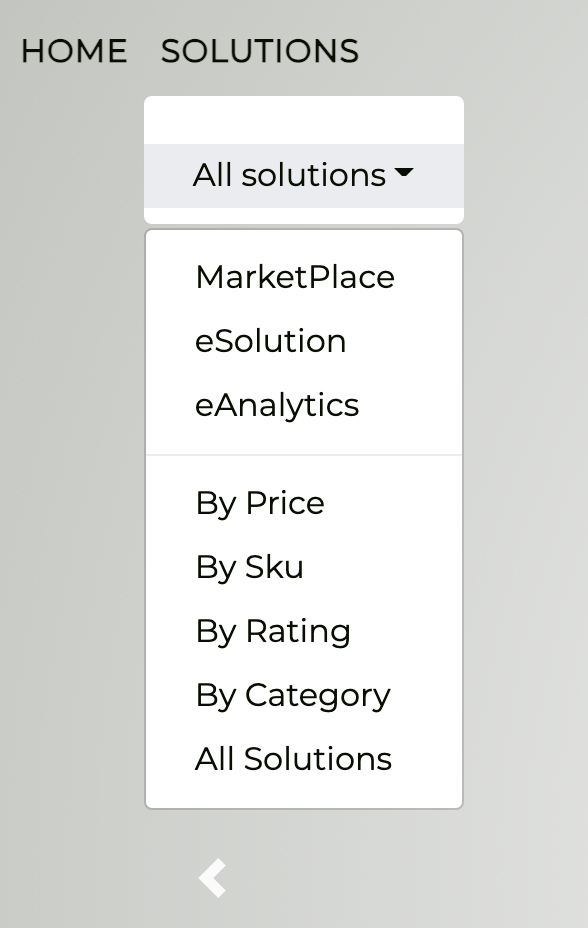 HOME SOLUTIONS
All solutions
MarketPlace
eSolution
eAnalytics
By Price
By Sku
By Rating
By Category
All Solutions